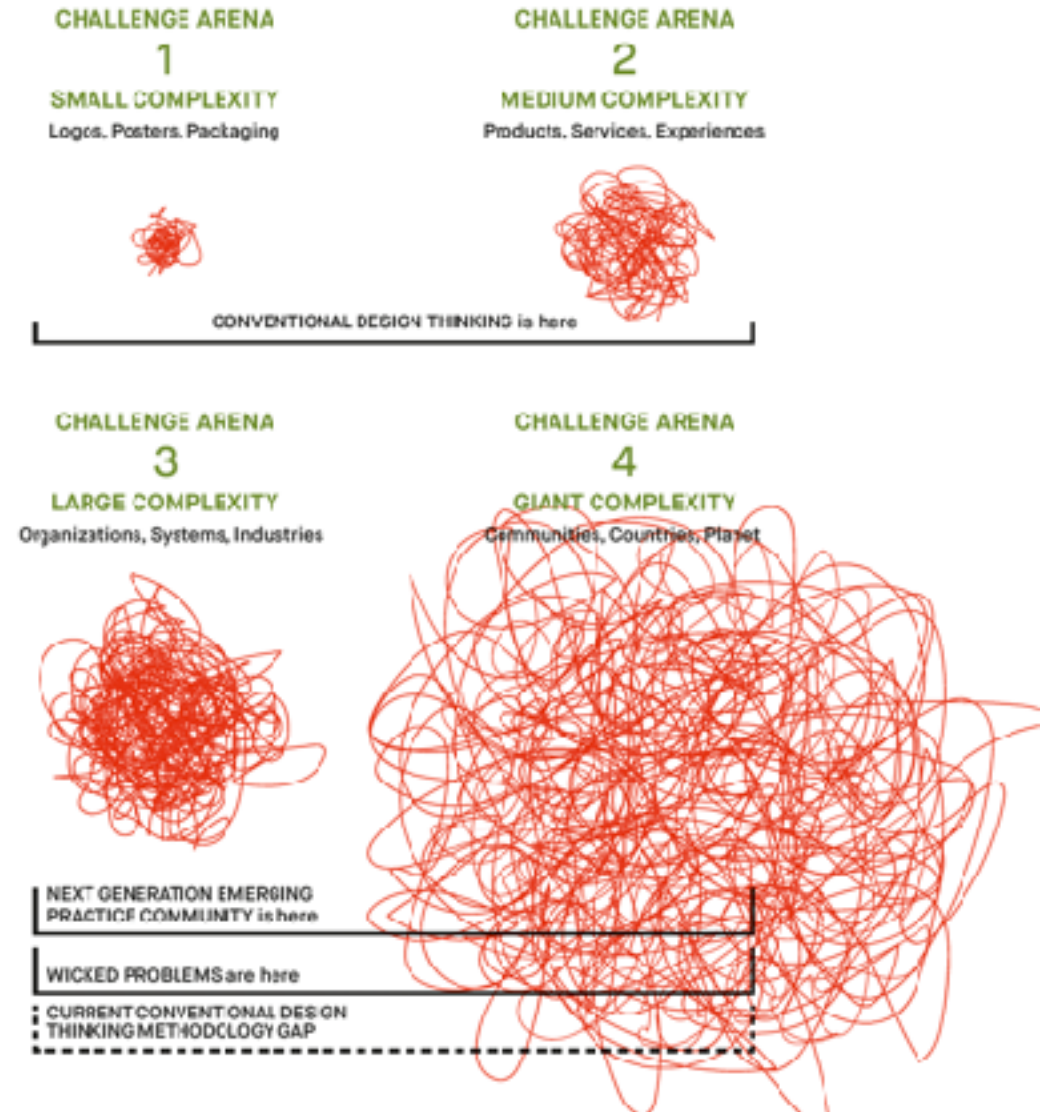 CHALLENGE ARENA
1
SMALL COMPLEXITY
Logos. Posters. Packaging
CHALLENGE ARENA
2
MEDIUM COMPLEXITY
Products. Services. Experiences
CONVENTIONAL DESIGN THINKING is here
CHALLENGE ARENA
3
LARGE COMPLEXITY
Organizations, Systems, Industries
CHALLENGE ARENA
4
GIANT COMPLEXITY
Communities, Countries, Planet
NEXT GENERATION EMERGING
PRACTICE COMMUNITY is here
WICKED PROBLEMS are here
CURRENT CONVENTIONAL DESIGN
THINKING METHODOLOGY GAP